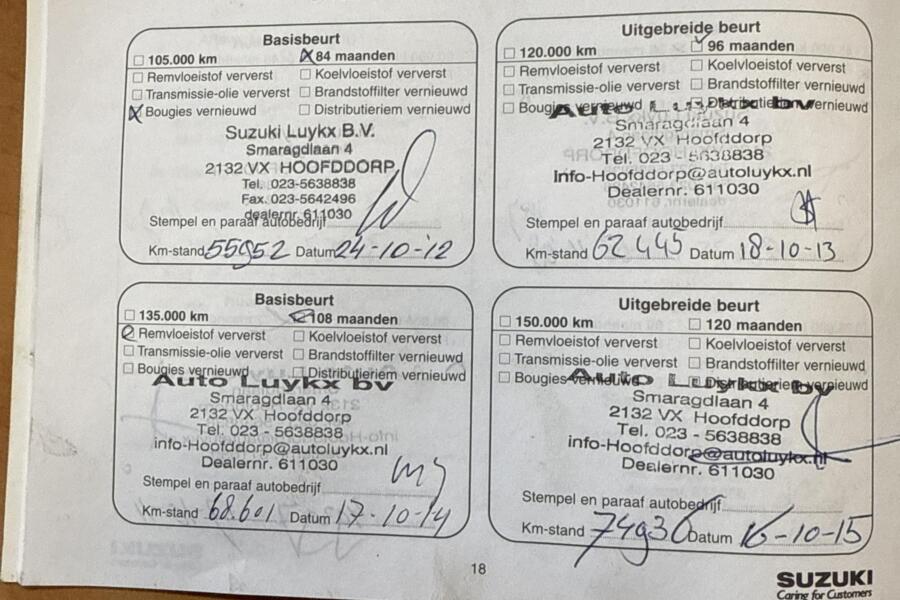 Basisbeurt
105.000 km 84 maanden
Remvloeistof ververst Koelvloeistof ververst
Transmissie-olie ververst Brandstoffilter vernieuwd
Bougies vernieuwd Distributieriem vernieuwd
Suzuki Luykx B.V.
Smaragdlaan 4
2132 VX HOOFDDORP
Tel. 023-5638838
Fax. 023-5642496
dealernr. 611030
Stempel en paraaf autobedrijf
Km-stand 55952 Datum 24-10-'12
Uitgebreide beurt
120.000 km 96 maanden
Remvloeistof ververst Koelvloeistof ververst
Transmissie-olie ververst Brandstoffilter vernieuwd
Bougies vernieuwd Distributieriem vernieuwd
Auto Luykx bv
Smaragdlaan 4
2132 VX Hoofddorp
Tel. 023 - 5638838
info-Hoofddorp@autoluykx.nl
Dealernr. 611030
Stempel en paraaf autobedrijf
Km-stand 62445 Datum 18-10-13
Basisbeurt
135.000 km 108 maanden
Remvloeistof ververst Koelvloeistof ververst
Transmissie-olie ververst Brandstoffilter vernieuwd
Bougies vernieuwd Distributieriem vernieuwd
Auto Luykx bv
Smaragdlaan 4
2132 VX Hoofddorp
Tel. 023 - 5638838
info-Hoofddorp@autoluykx.nl
Dealernr. 611030
Stempel en paraaf autobedrijf
Km-stand 68.601 Datum 17-10-14
Uitgebreide beurt
150.000 km 120 maanden
Remvloeistof ververst Koelvloeistof ververst
Transmissie-olie ververst Brandstoffilter vernieuwd
Bougies vernieuwd Distributieriem vernieuwd
Auto Luykx bv
Smaragdlaan 4
2132 VX Hoofddorp
Tel. 023 - 5638838
info-Hoofddorp@autoluykx.nl
Dealernr. 611030
Stempel en paraaf autobedrijf
Km-stand 74936 Datum 16-10-15
18
SUZUKI
Caring for Customers